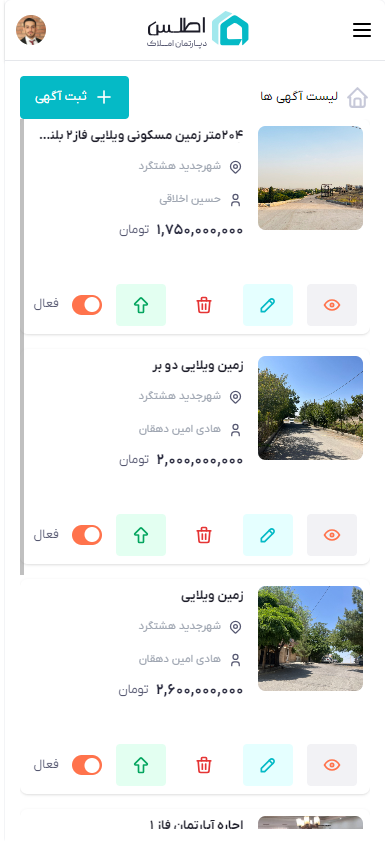 اطلس
دپارتمان املاک
لیست آگهی ها
ثبت آگهی
۲۰۴متر زمین مسکونی ویلایی فاز۲ بلند...
شهرجدید هشتگرد
حسین اخلاقی
۱,۷۵۰,۰۰۰,۰۰۰ تومان
فعال
زمین ویلایی دو بر
شهرجدید هشتگرد
هادی امین دهقان
۲,۰۰۰,۰۰۰,۰۰۰ تومان
فعال
زمین ویلایی
شهرجدید هشتگرد
هادی امین دهقان
۲,۶۰۰,۰۰۰,۰۰۰ تومان
فعال
اجاره آپارتمان فاز ۱